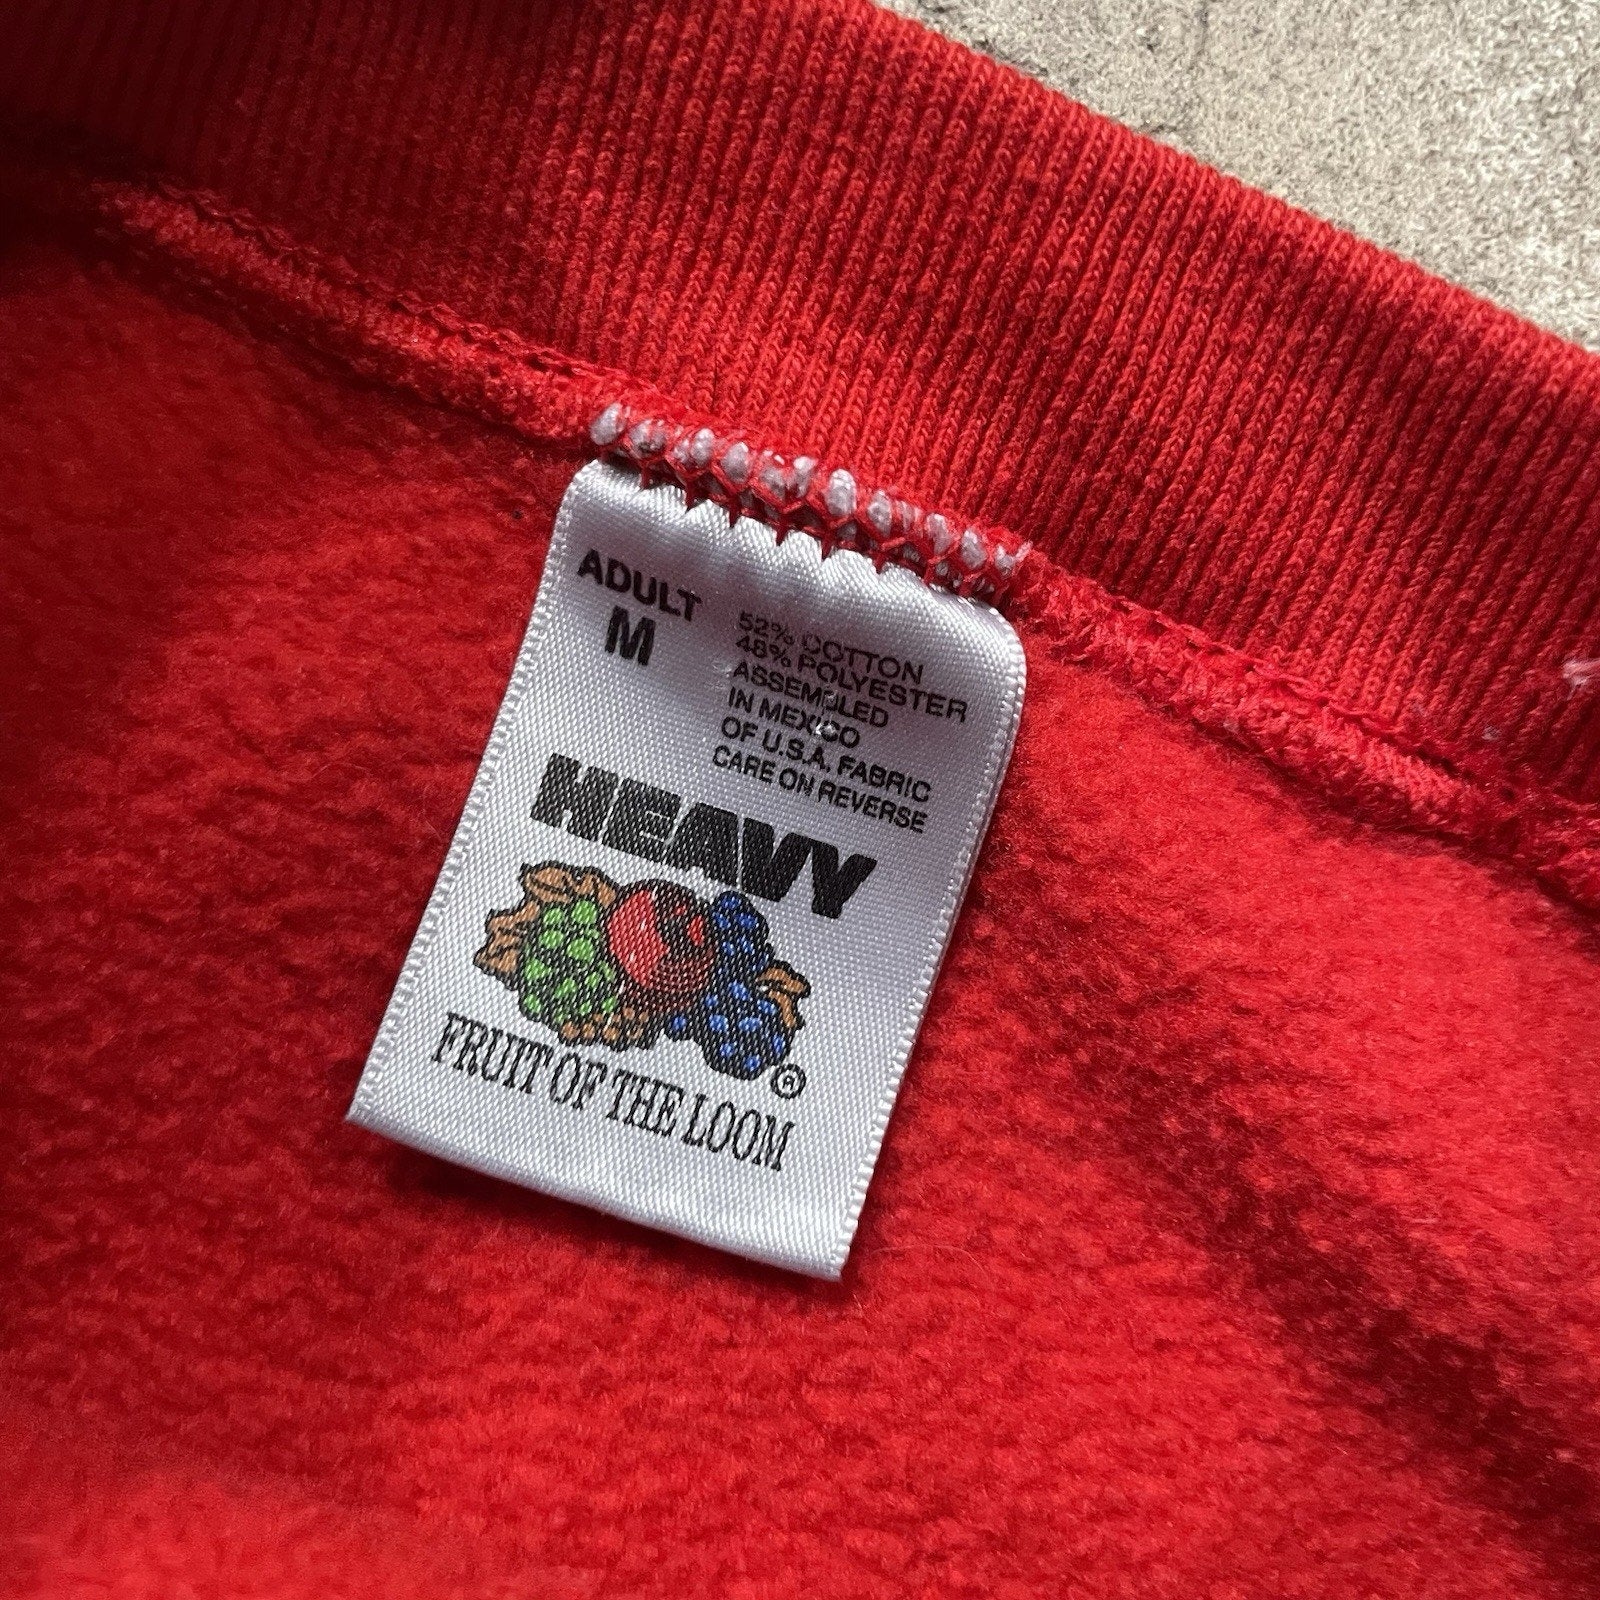 ADULT
M
52% COTTON
48% POLYESTER
ASSEMBLED
IN MEXICO
OF U.S.A. FABRIC
CARE ON REVERSE
HEAVY
FRUIT OF THE LOOM ®